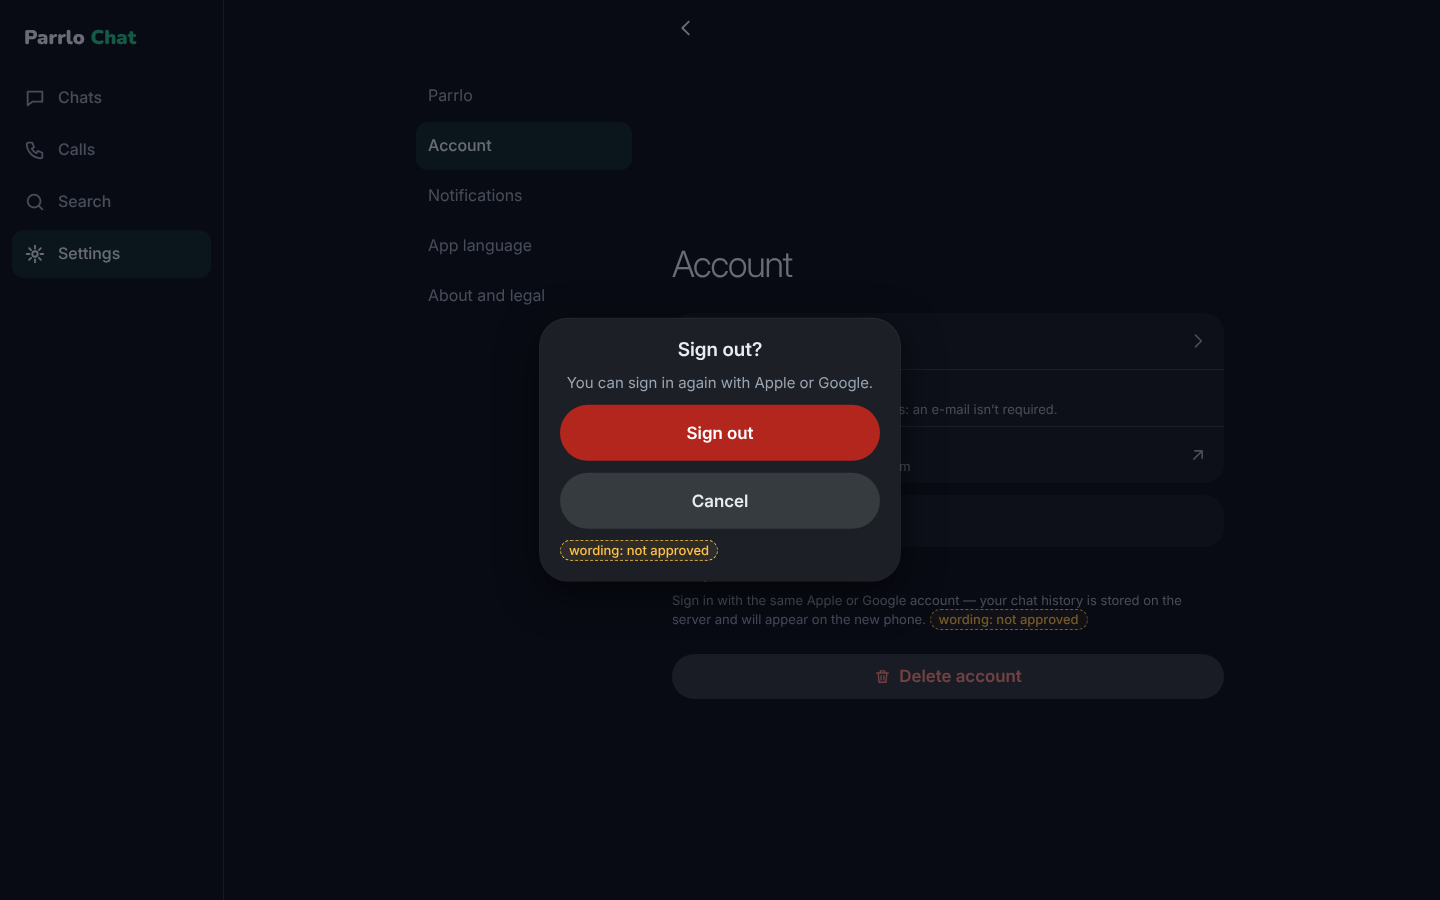 Parrlo Chat
Chats
Calls
Search
Settings
Parrlo
Account
Notifications
App language
About and legal
Account
an e-mail isn't required.
Sign out?
You can sign in again with Apple or Google.
Sign out
Cancel
wording: not approved
Sign in with the same Apple or Google account — your chat history is stored on the
server and will appear on the new phone. wording: not approved
Delete account